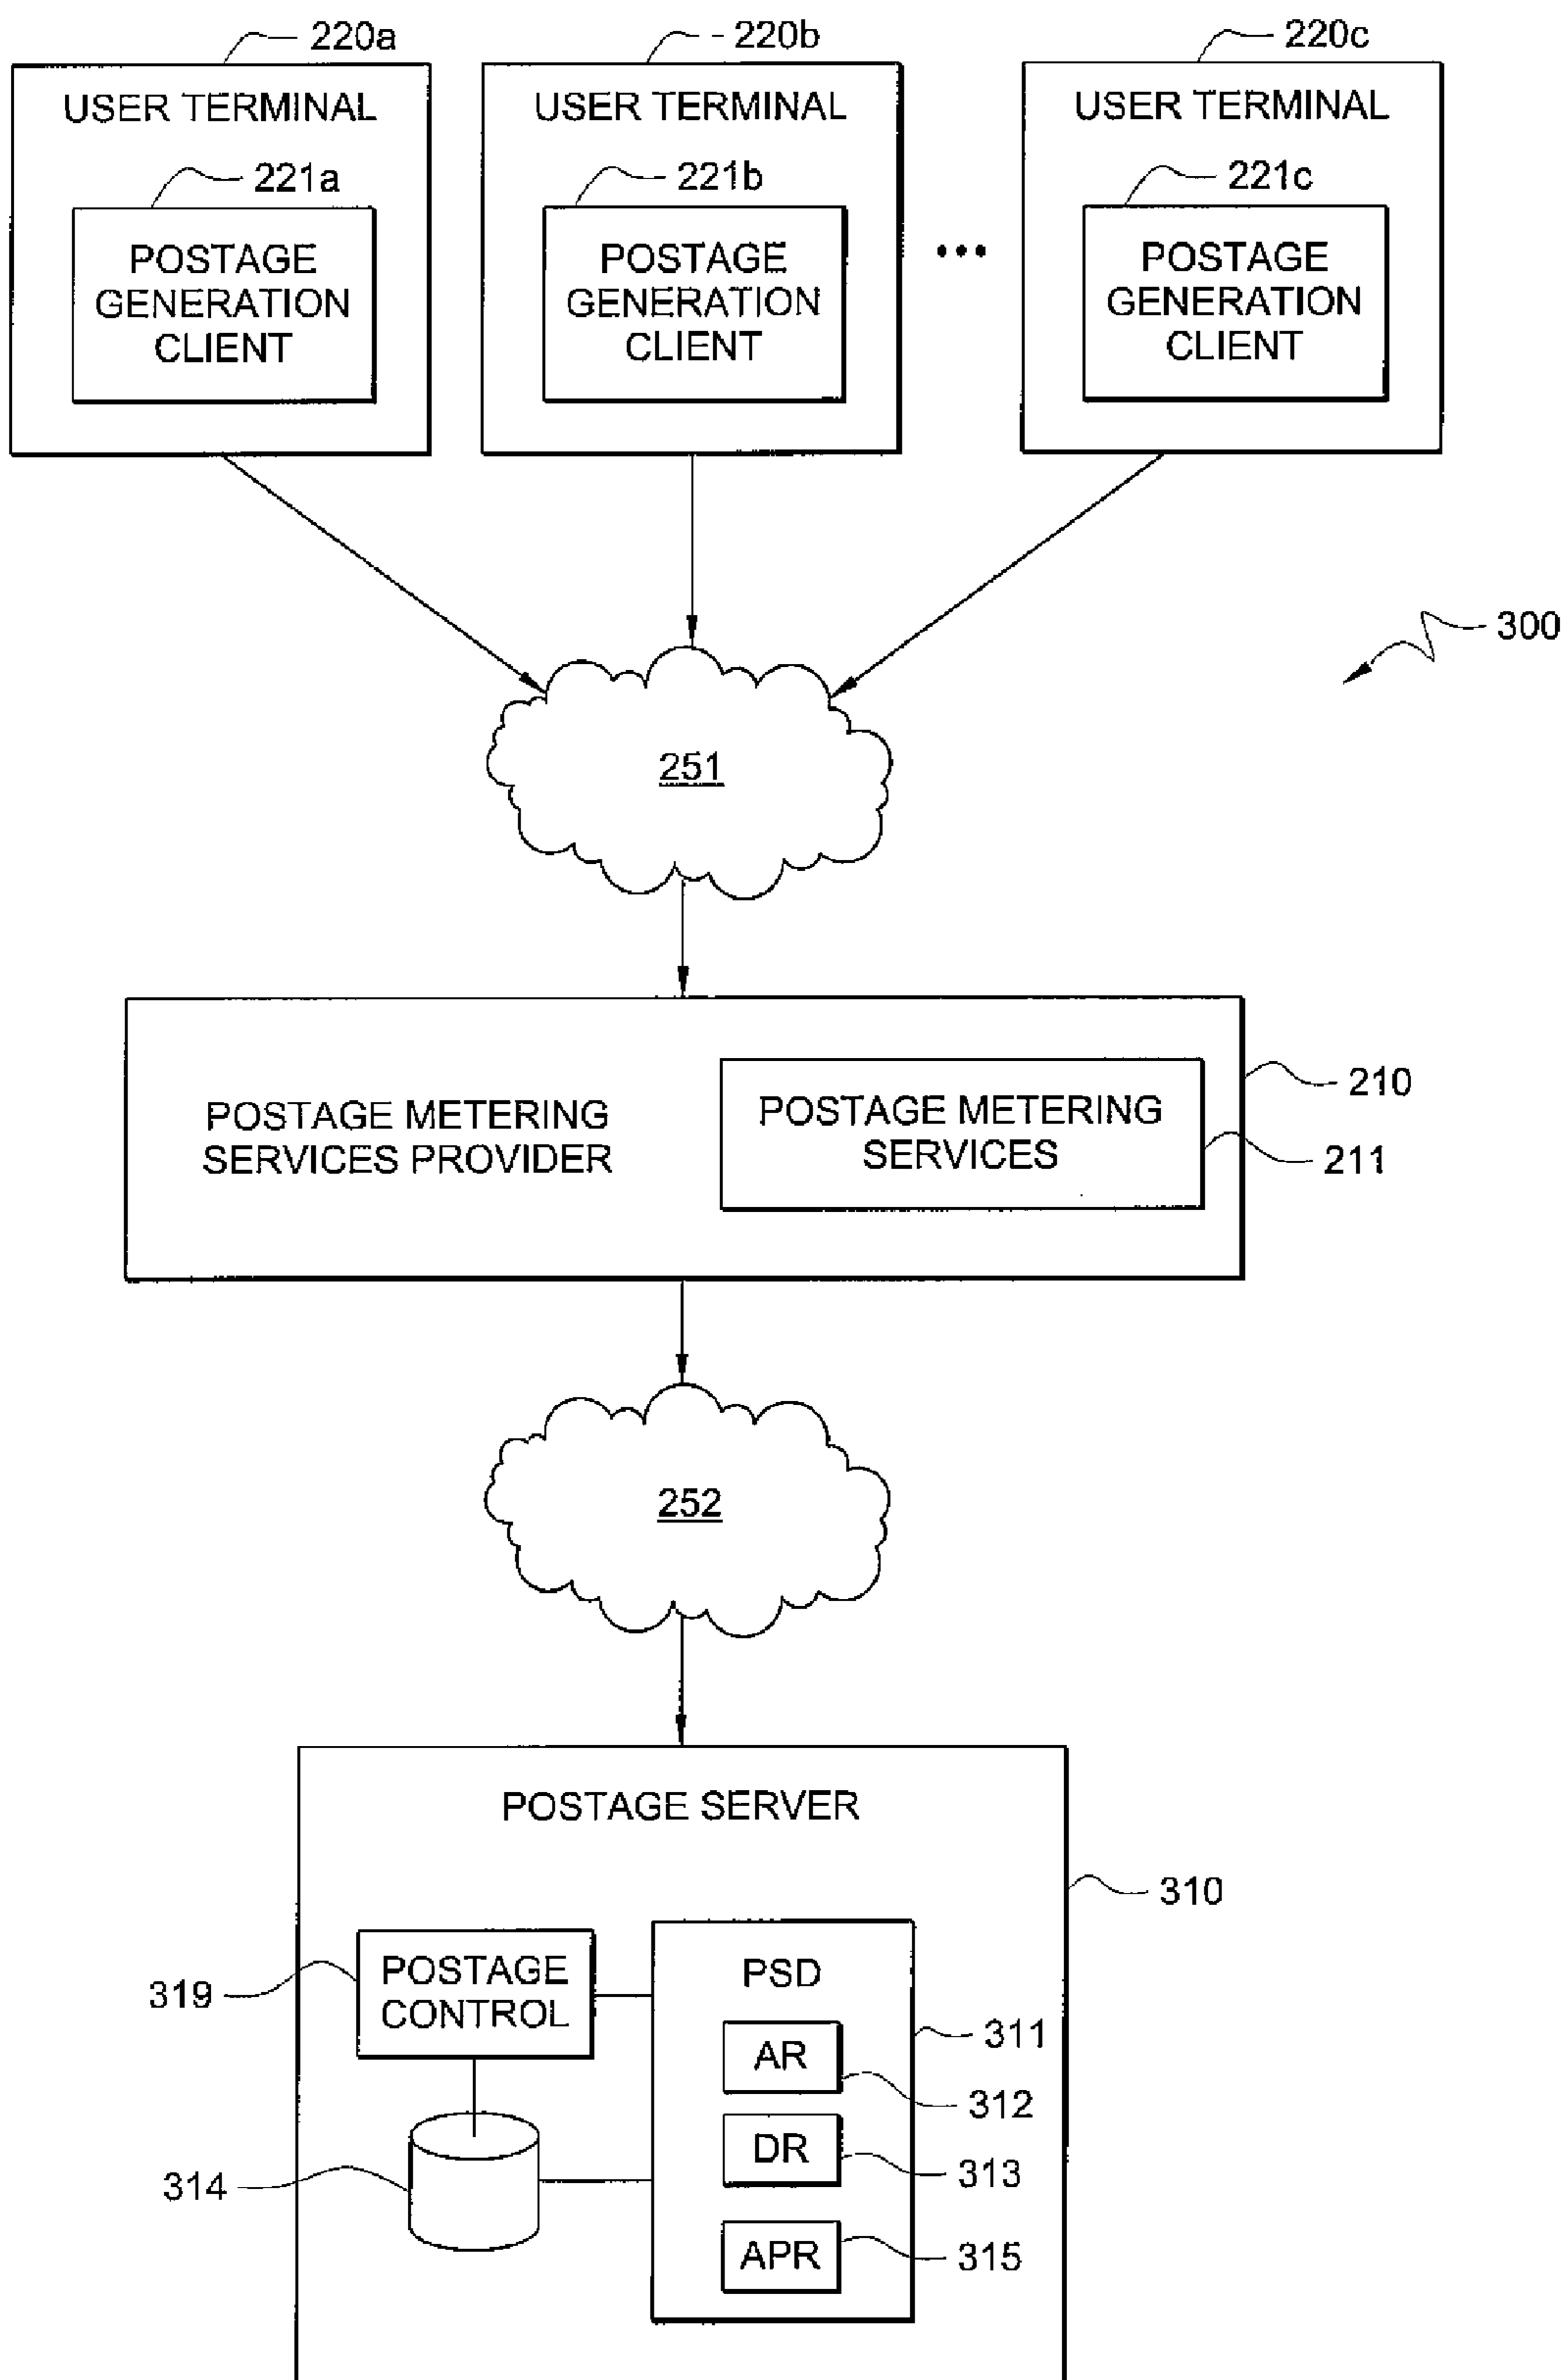 220a
220b
220c
USER TERMINAL
USER TERMINAL
USER TERMINAL
221a
221b
221c
POSTAGE
GENERATION
CLIENT
POSTAGE
GENERATION
CLIENT
•••
POSTAGE
GENERATION
CLIENT
300
251
POSTAGE METERING
SERVICES PROVIDER
POSTAGE METERING
SERVICES
210
211
252
POSTAGE SERVER
310
319
POSTAGE
CONTROL
PSD
311
AR
312
DR
313
314
APR
315